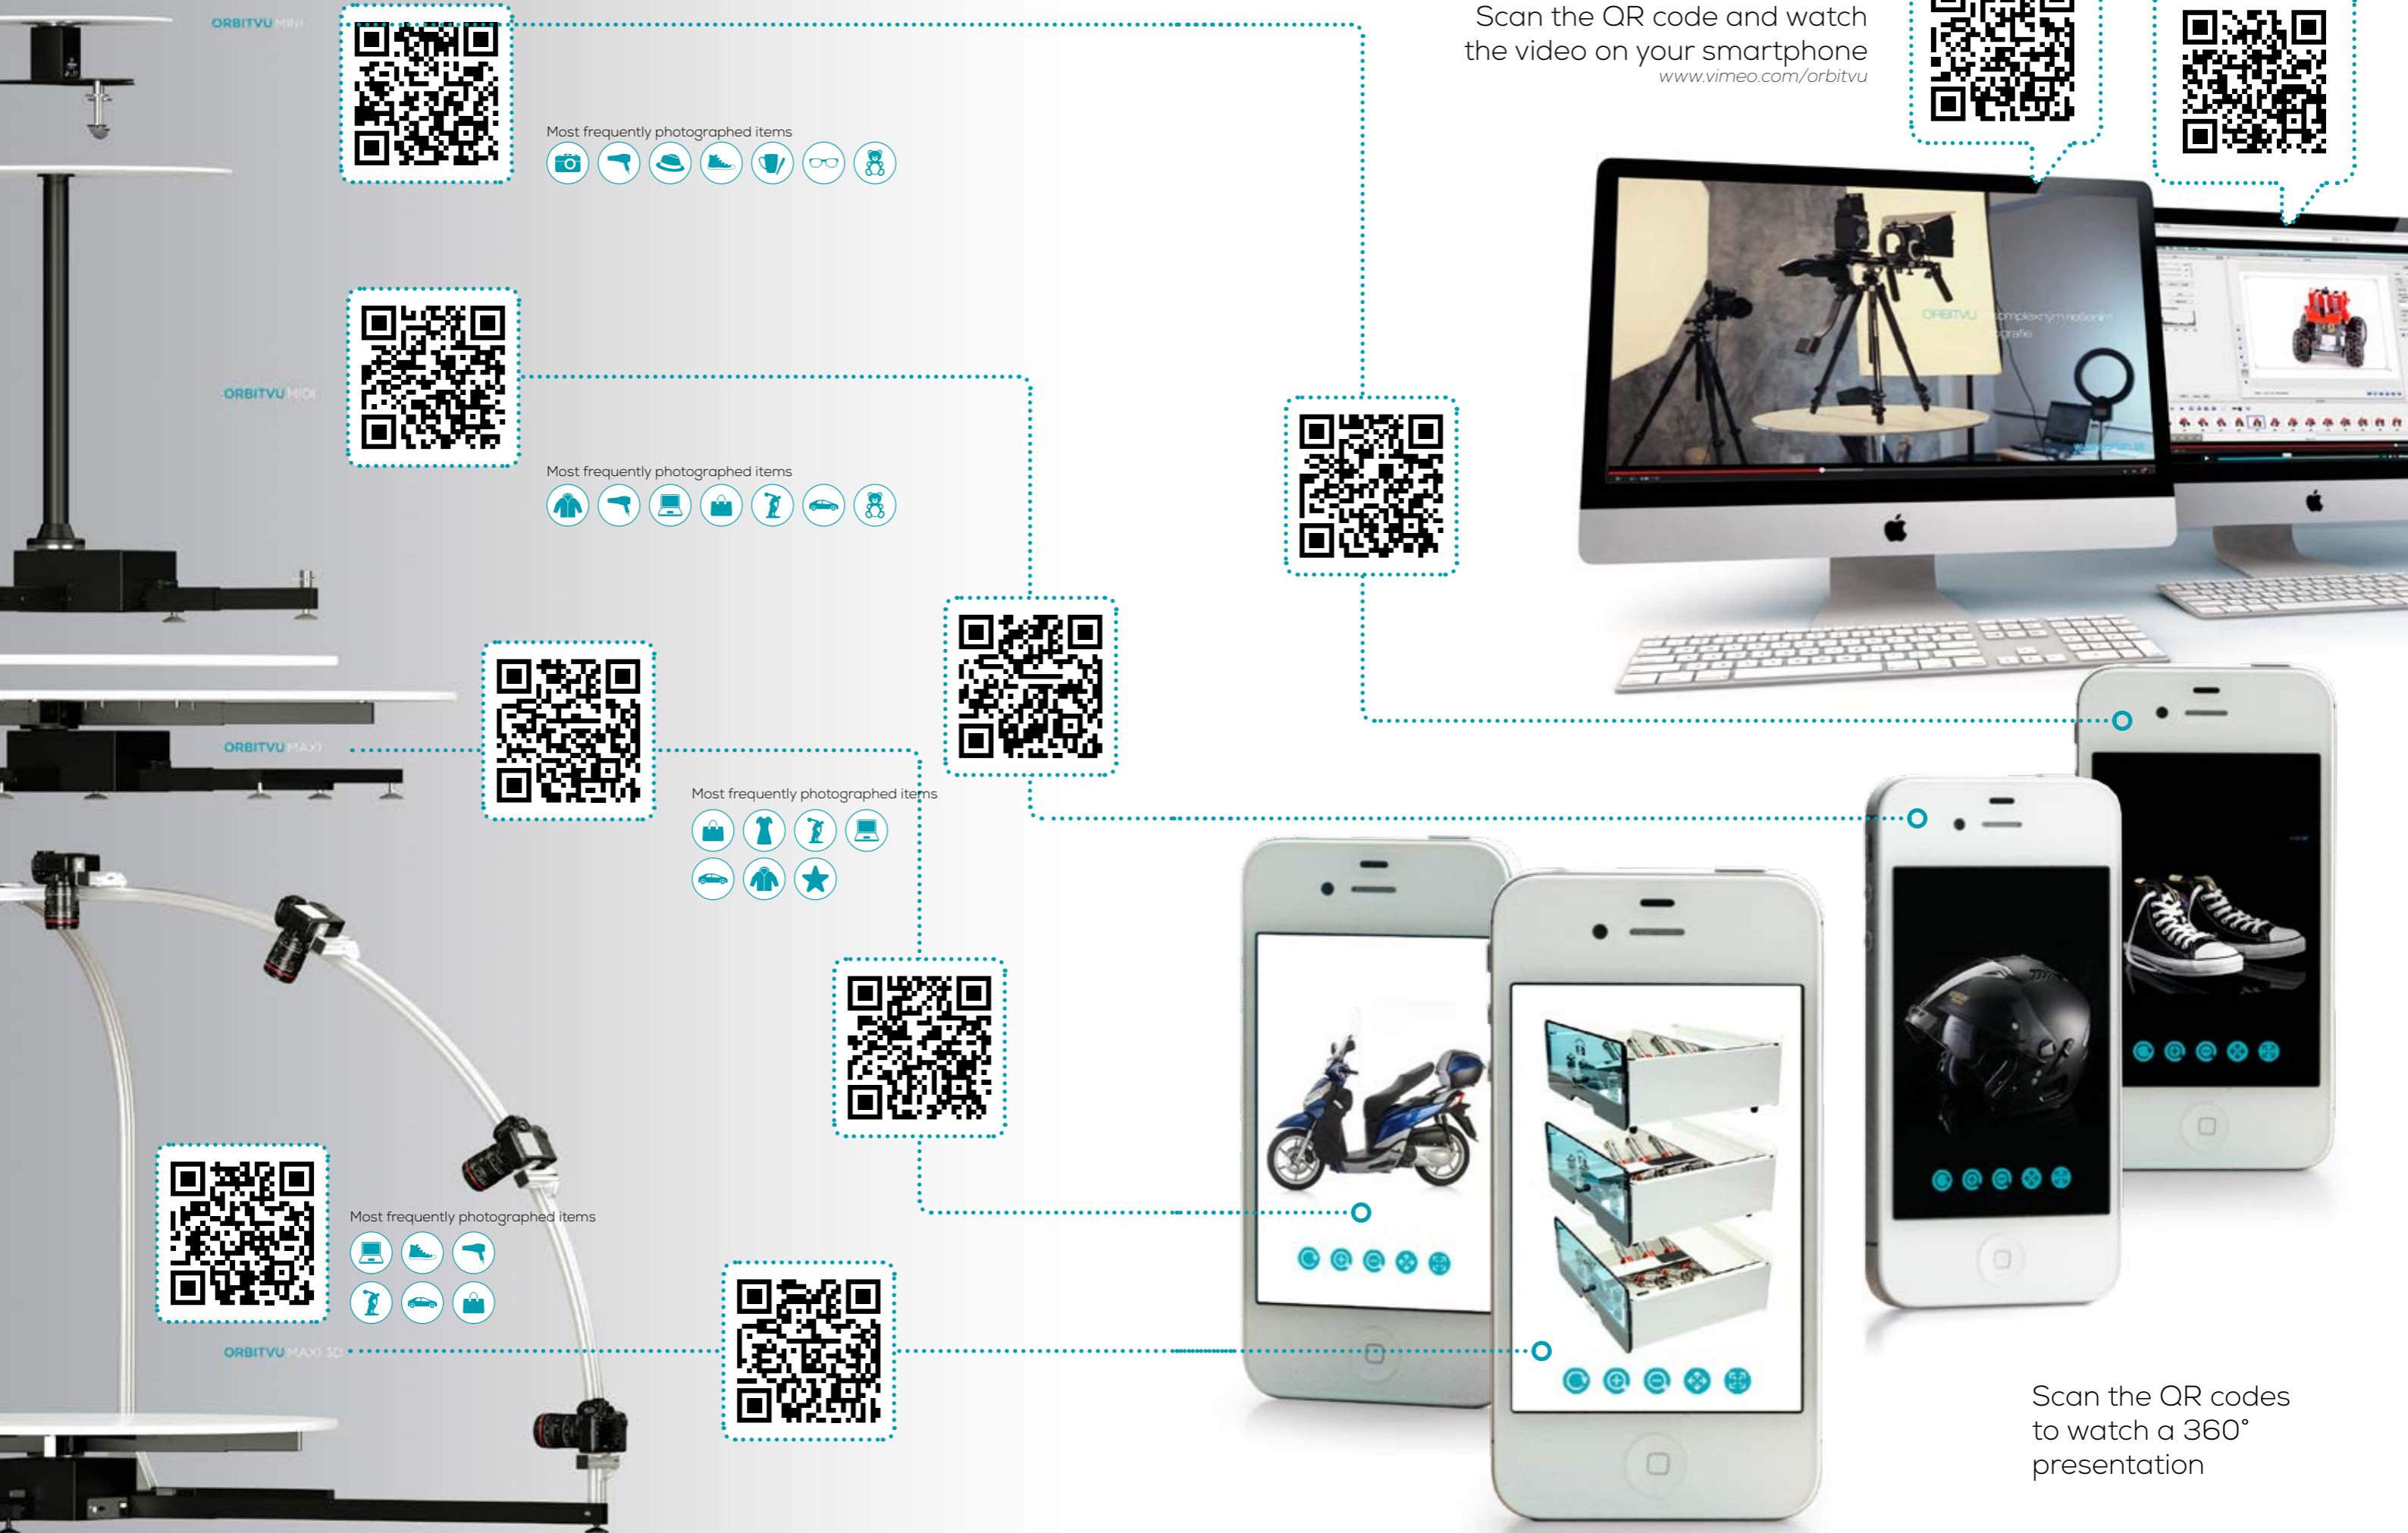 ORBITVU MINI
Scan the QR code and watch
the video on your smartphone
www.vimeo.com/orbitvu
Most frequently photographed items
ORBITVU
ORBITVU MIDI
Most frequently photographed items
ORBITVU MAXI
Most frequently photographed items
Most frequently photographed items
ORBITVU MAXI 3D
Scan the QR codes
to watch a 360°
presentation